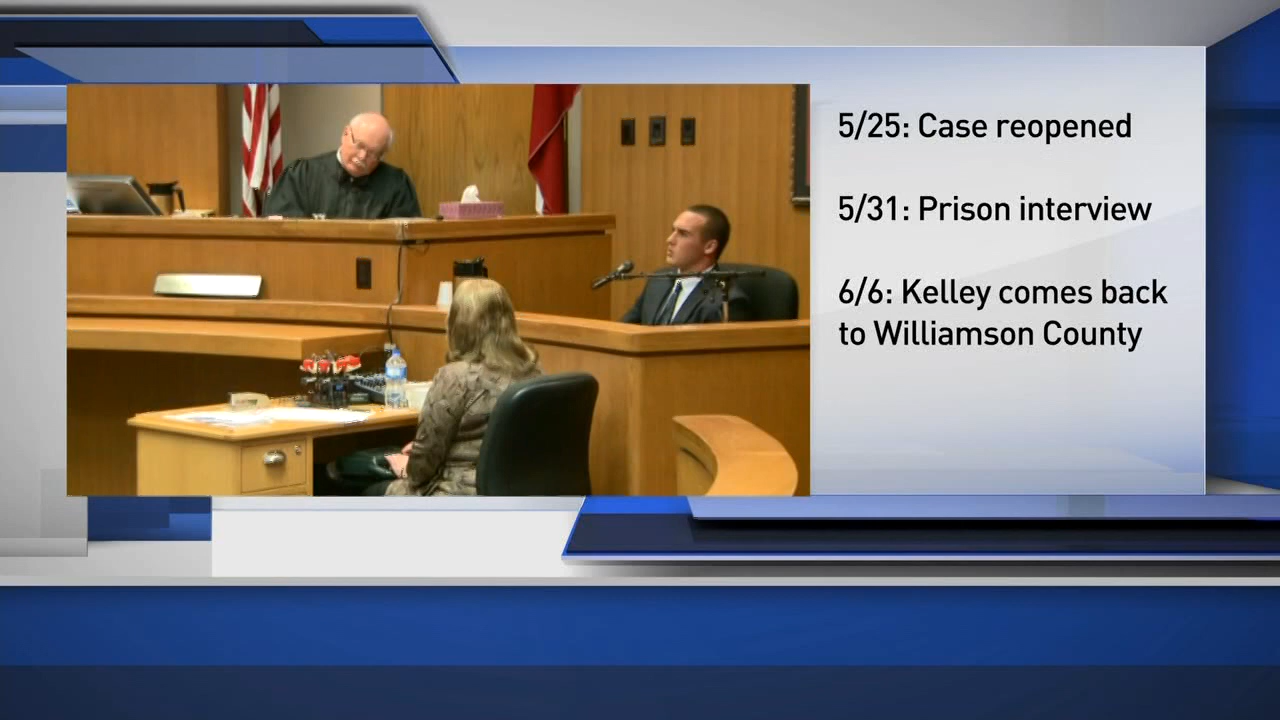 5/25: Case reopened
5/31: Prison interview
6/6: Kelley comes back
to Williamson County